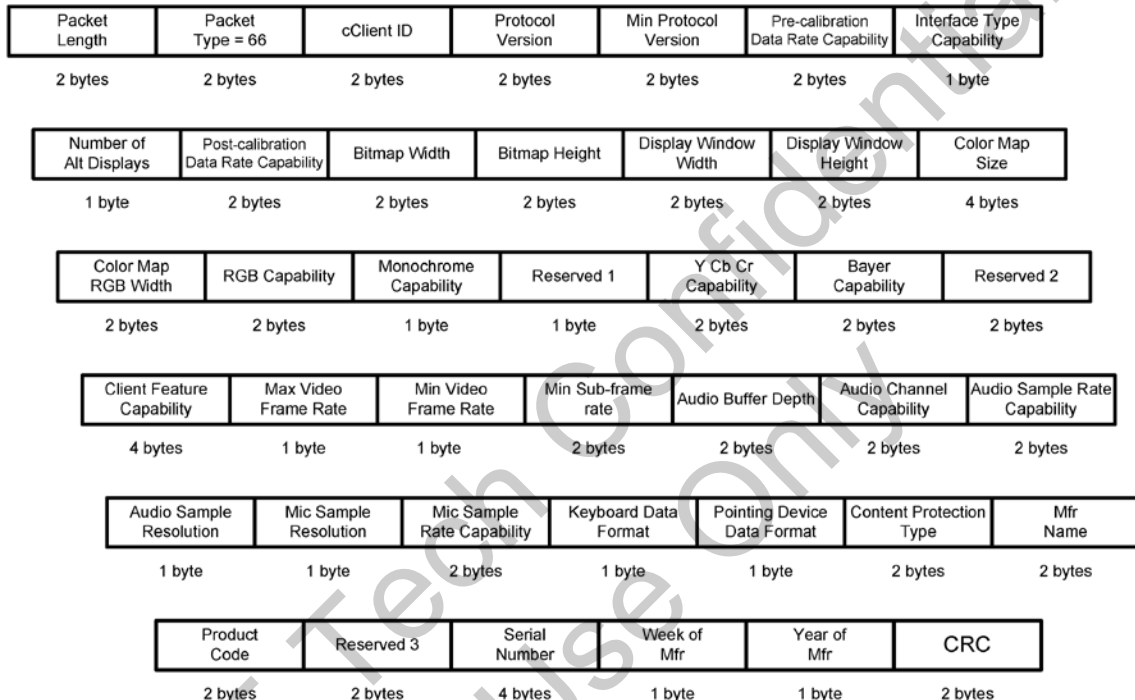 Packet Length
Packet Type = 66
cClient ID
Protocol Version
Min Protocol Version
Pre-calibration Data Rate Capability
Interface Type Capability
2 bytes 2 bytes 2 bytes 2 bytes 2 bytes 2 bytes 1 byte
Number of Alt Displays
Post-calibration Data Rate Capability
Bitmap Width
Bitmap Height
Display Window Width
Display Window Height
Color Map Size
1 byte 2 bytes 2 bytes 2 bytes 2 bytes 2 bytes 4 bytes
Color Map RGB Width
RGB Capability
Monochrome Capability
Reserved 1
Y Cb Cr Capability
Bayer Capability
Reserved 2
2 bytes 2 bytes 1 byte 1 byte 2 bytes 2 bytes 2 bytes
Client Feature Capability
Max Video Frame Rate
Min Video Frame Rate
Min Sub-frame rate
Audio Buffer Depth
Audio Channel Capability
Audio Sample Rate Capability
4 bytes 1 byte 1 byte 2 bytes 2 bytes 2 bytes 2 bytes
Audio Sample Resolution
Mic Sample Resolution
Mic Sample Rate Capability
Keyboard Data Format
Pointing Device Data Format
Content Protection Type
Mfr Name
1 byte 1 byte 2 bytes 1 byte 1 byte 2 bytes 2 bytes
Product Code
Reserved 3
Serial Number
Week of Mfr
Year of Mfr
CRC
2 bytes 2 bytes 4 bytes 1 byte 1 byte 2 bytes
Tech Confidential
Use Only